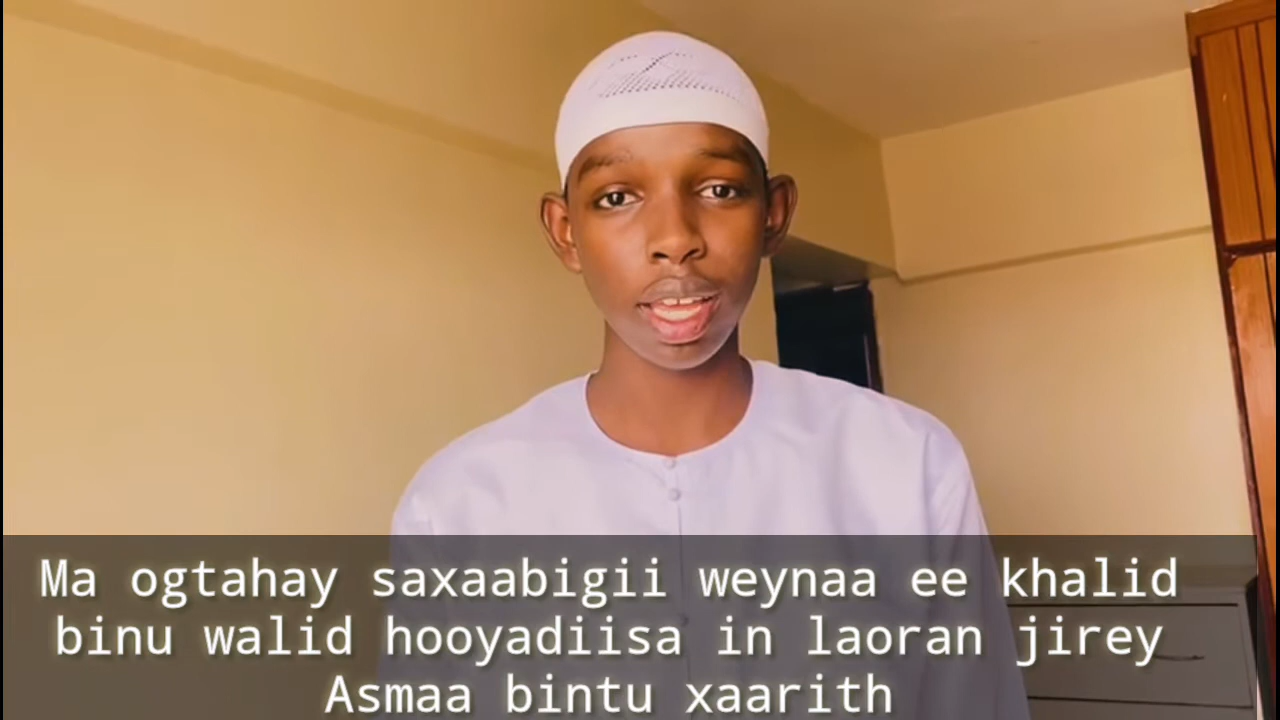 Ma ogtahay saxaabigii weynaa ee khalid
binu walid hooyadiisa in laoran jirey
Asmaa bintu xaarith